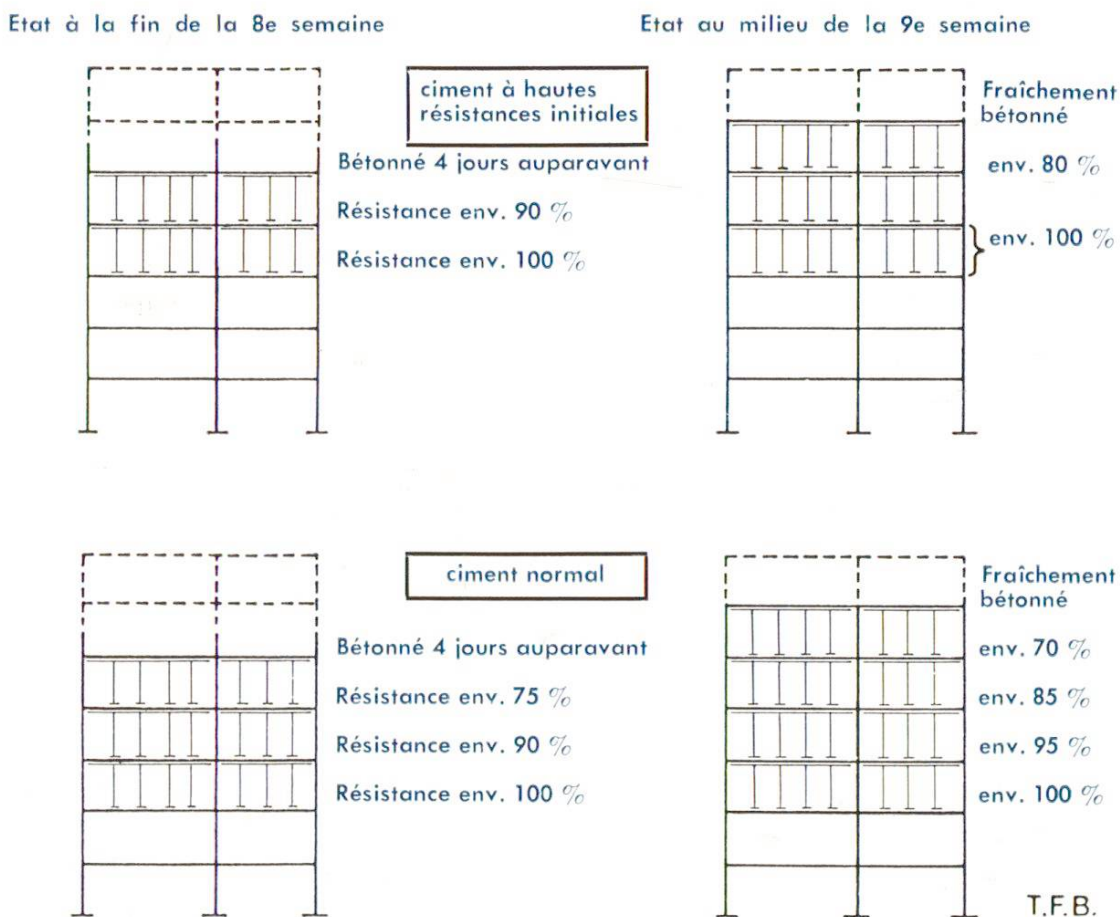 Etat à la fin de la 8e semaine
Etat au milieu de la 9e semaine
ciment à hautes
résistances initiales
Bétonné 4 jours auparavant
Résistance env. 90 %
Résistance env. 100 %
Fraîchement
bétonné
env. 80 %
env. 100 %
ciment normal
Bétonné 4 jours auparavant
Résistance env. 75 %
Résistance env. 90 %
Résistance env. 100 %
Fraîchement
bétonné
env. 70 %
env. 85 %
env. 95 %
env. 100 %
T.F.B.